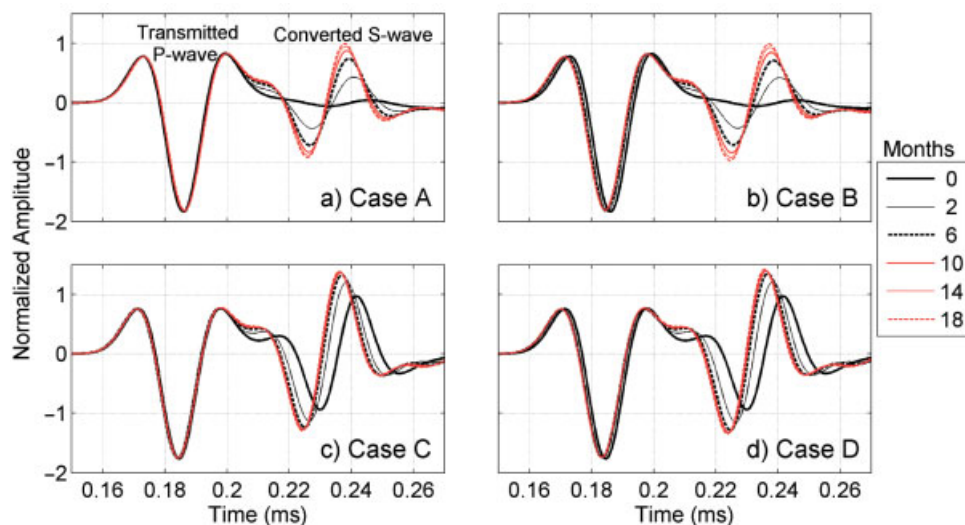 Transmitted
P-wave
Converted S-wave
1
0
−1
−2
a) Case A
b) Case B
Months
0
2
6
10
14
18
Normalized Amplitude
1
0
−1
−2
c) Case C
d) Case D
0.16 0.18 0.2 0.22 0.24 0.26
0.16 0.18 0.2 0.22 0.24 0.26
Time (ms)
Time (ms)